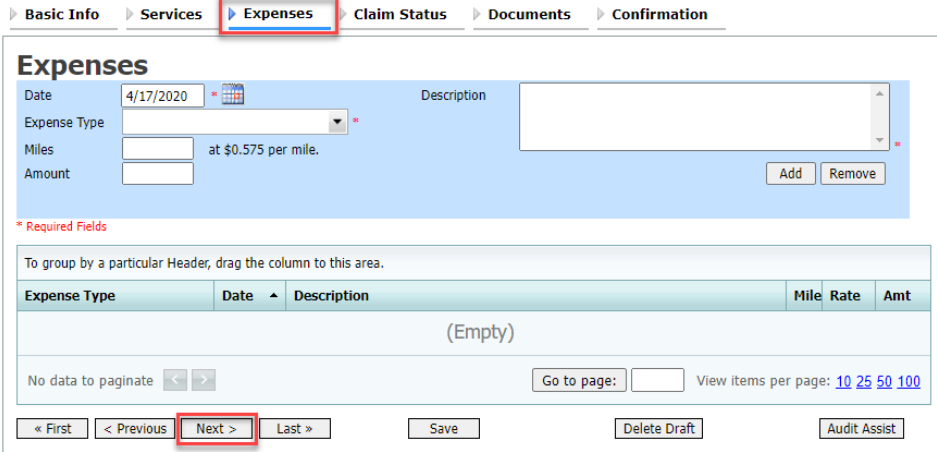 Basic Info Services Expenses Claim Status Documents Confirmation
Expenses
Date 4/17/2020 * Description
Expense Type *
Miles at $0.575 per mile. *
Amount Add Remove
* Required Fields
To group by a particular Header, drag the column to this area.
Expense Type Date Description Mile Rate Amt
(Empty)
No data to paginate < > Go to page: View items per page: 10 25 50 100
« First < Previous Next > Last » Save Delete Draft Audit Assist